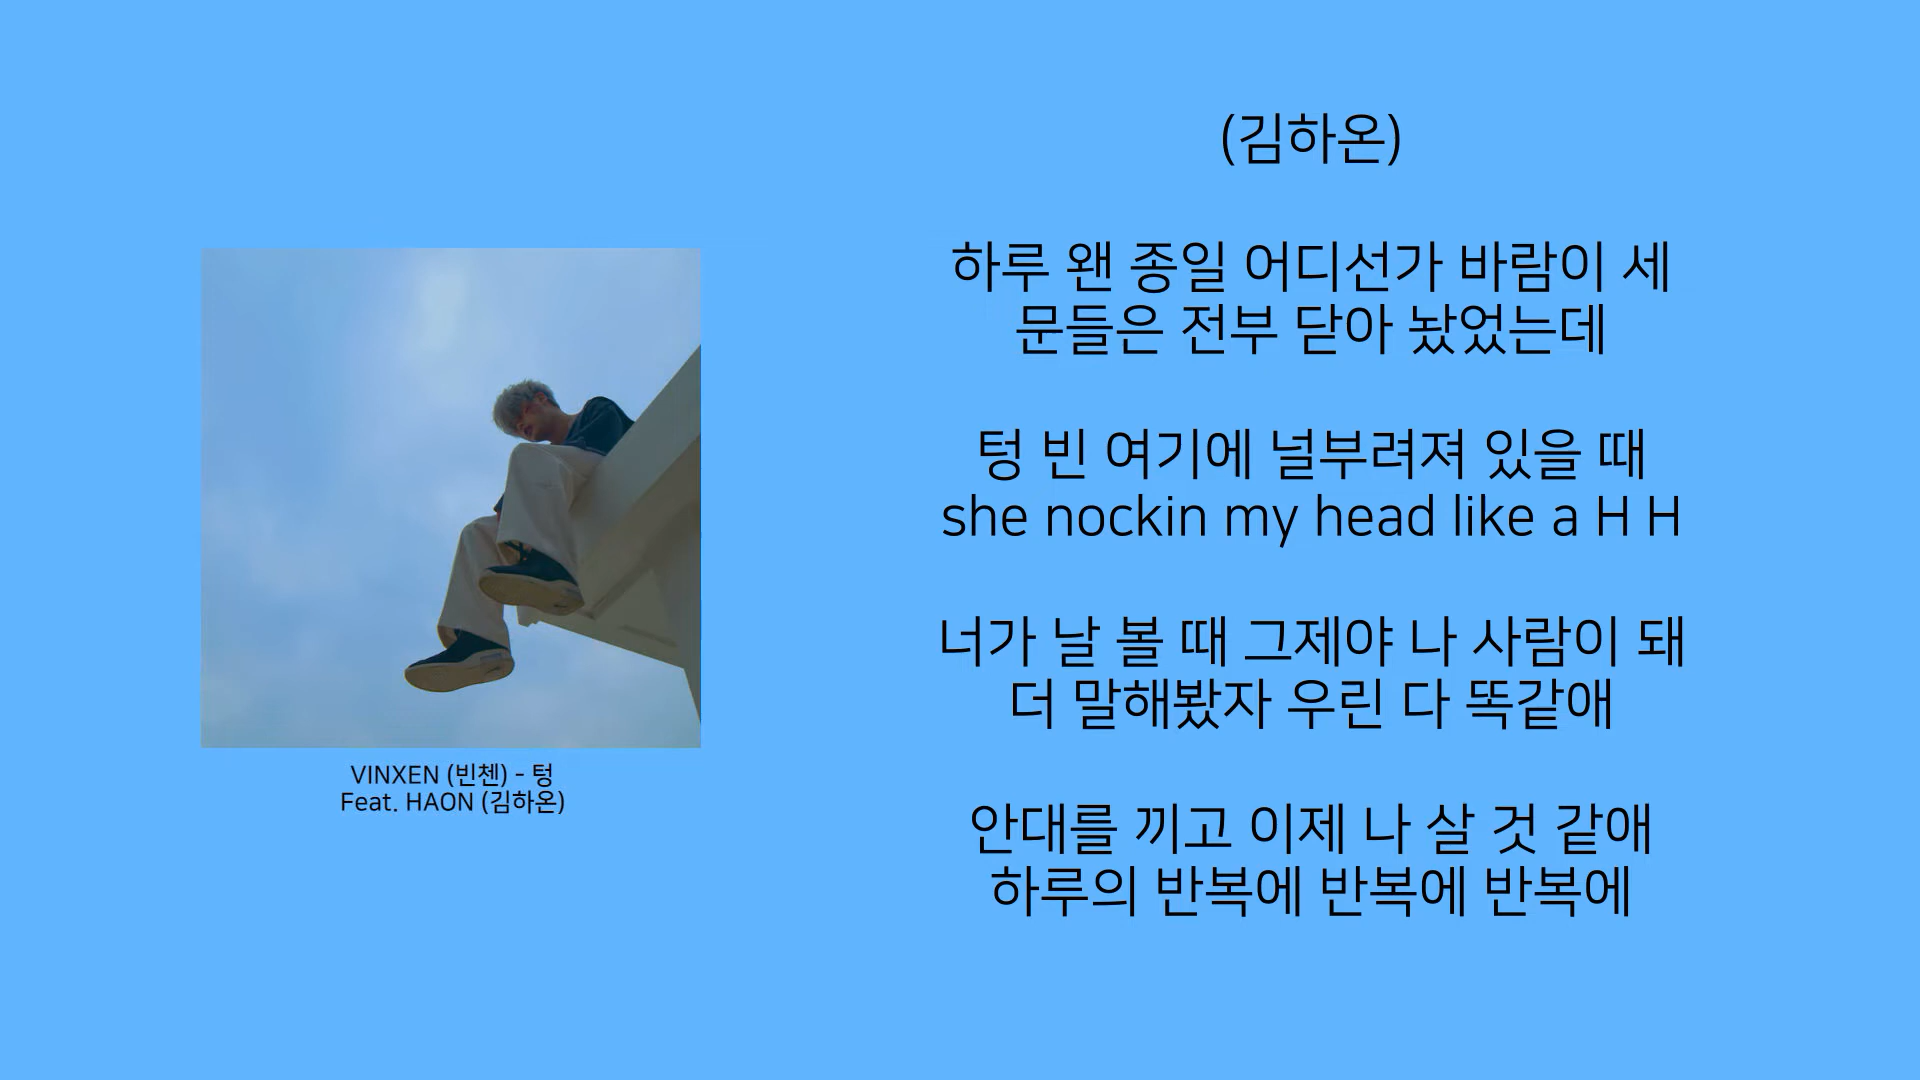 (김하온)
하루 왠 종일 어디선가 바람이 세
문들은 전부 닫아 놨었는데
텅 빈 여기에 널부려져 있을 때
she nockin my head like a H H
너가 날 볼 때 그제야 나 사람이 돼
더 말해봤자 우린 다 똑같애
안대를 끼고 이제 나 살 것 같애
하루의 반복에 반복에 반복에
VINXEN (빈첸) - 텅
Feat. HAON (김하온)